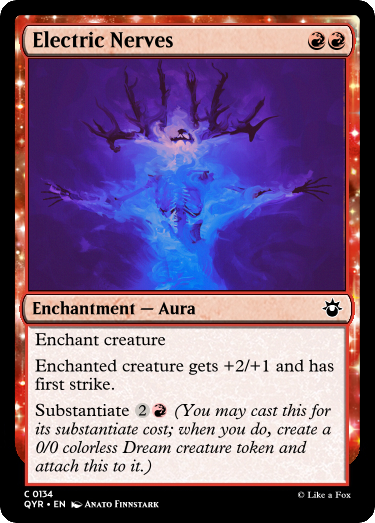 Electric Nerves
Enchantment — Aura
Enchant creature
Enchanted creature gets +2/+1 and has
first strike.
Substantiate 2 (You may cast this for
its substantiate cost; when you do, create a
0/0 colorless Dream creature token and
attach this to it.)
C 0134
© Like a Fox
QYR • EN Anato Finnstark